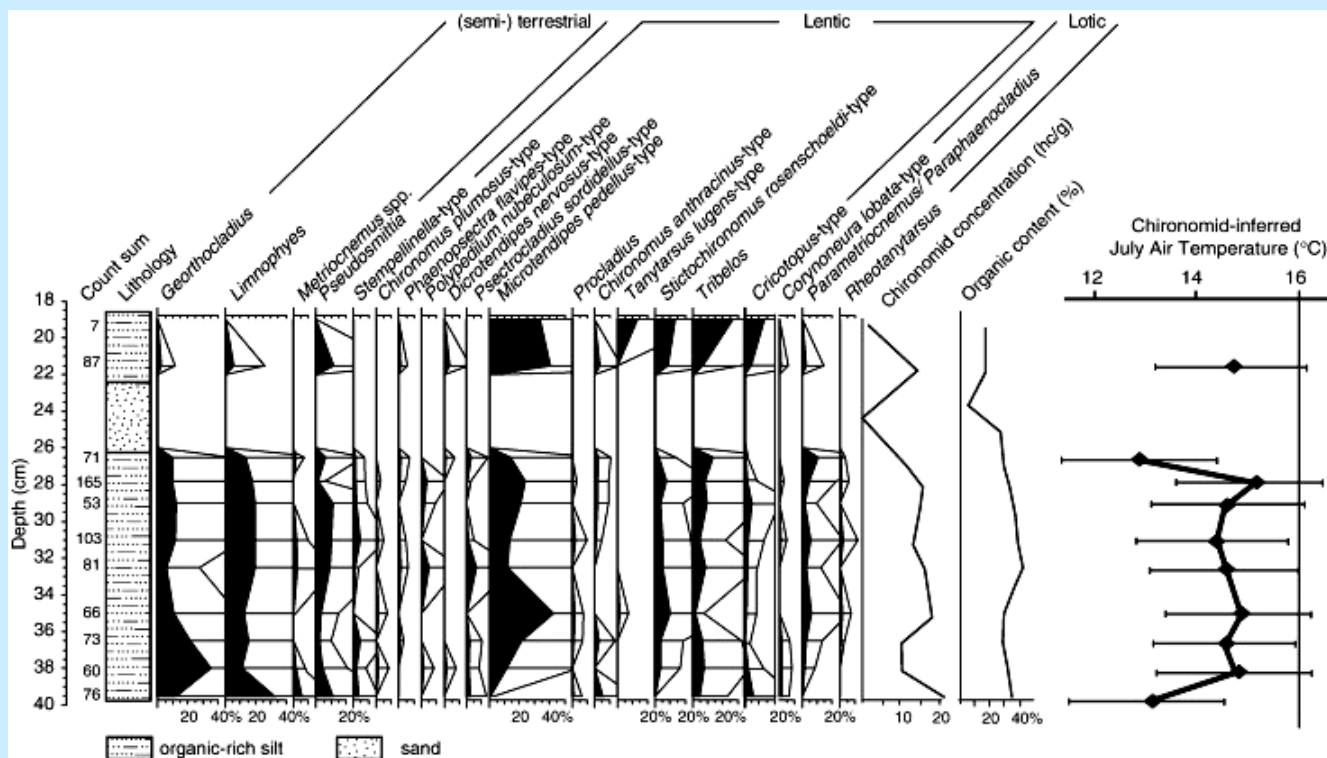 (semi-) terrestrial
Lentic
Lotic
Count sum
Lithology
Georthocladius
Limnophyes
Metriocnemus spp.
Pseudosmittia
Stempellinella-type
Chironomus plumosus-type
Phaenopsectra flavipes-type
Polypedilum nubeculosum-type
Dicrotendipes nervosus-type
Psectrocladius sordidellus-type
Microtendipes pedellus-type
Procladius
Chironomus anthracinus-type
Tanytarsus lugens-type
Stictochironomus rosenschoeldi-type
Tribelos
Cricotopus-type
Corynoneura lobata-type
Parametriocnemus/ Paraphaenocladius
Rheotanytarsus
Chironomid concentration (hc/g)
Organic content (%)
Chironomid-inferred
July Air Temperature (°C)
12 14 16
Depth (cm)
18
20
22
24
26
28
30
32
34
36
38
40
7
87
71
165
53
103
81
66
73
60
76
20 40% 20 40% 20% 20 40% 20% 20% 20% 20% 20% 10 20 20 40%
organic-rich silt
sand